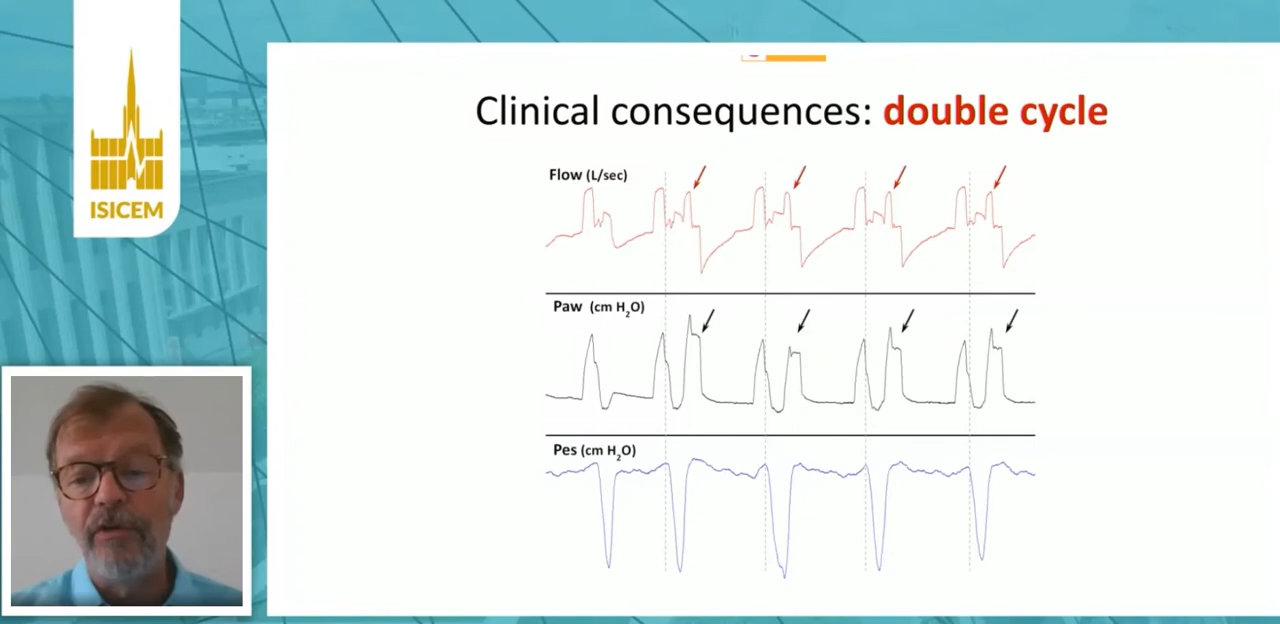 ISICEM
Clinical consequences: double cycle
Flow (L/sec)
Paw (cm H₂O)
Pes (cm H₂O)